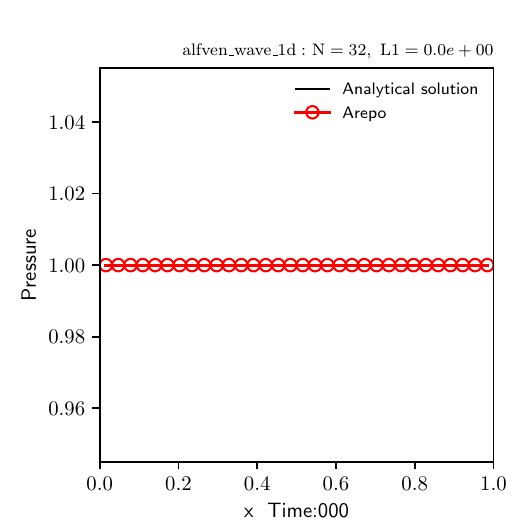 alfven_wave_1d : N = 32, L1 = 0.0e + 00
Analytical solution
Arepo
1.04
1.02
1.00
0.98
0.96
Pressure
0.0 0.2 0.4 0.6 0.8 1.0
x Time:000